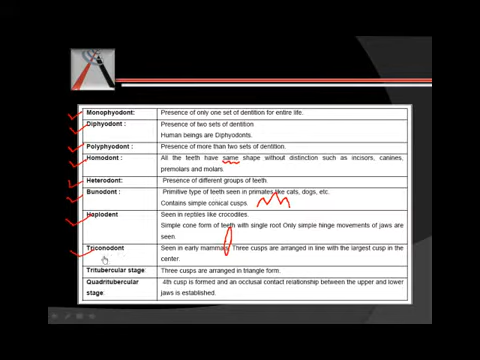 Monophyodont: Presence of only one set of dentition for entire life.
Diphyodont : Presence of two sets of dentition
Human beings are Diphyodonts.
Polyphyodont : Presence of more than two sets of dentition.
Homodont : All the teeth have same shape without distinction such as incisors, canines,
premolars and molars.
Heterodont: Presence of different groups of teeth.
Bunodont : Primitive type of teeth seen in primates like cats, dogs, etc.
Contains simple conical cusps.
Haplodent Seen in reptiles like crocodites.
Simple cone form of teeth with single root Only simple hinge movements of jaws are
seen.
Triconodont Seen in early mammals Three cusps are arranged in line with the largest cusp in the
center.
Tritubercular stage: Three cusps are arranged in triangle form.
Quadritubercular 4th cusp is formed and an occlusal contact relationship between the upper and lower
stage: jaws is established.